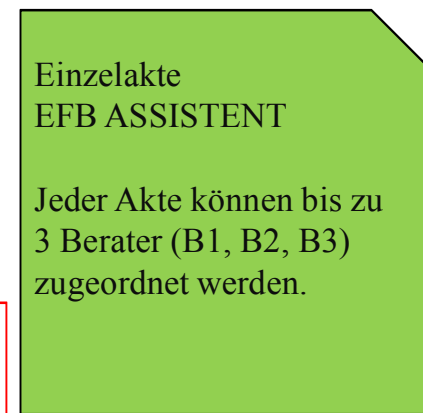 Einzelakte
EFB ASSISTENT
Jeder Akte können bis zu
3 Berater (B1, B2, B3)
zugeordnet werden.